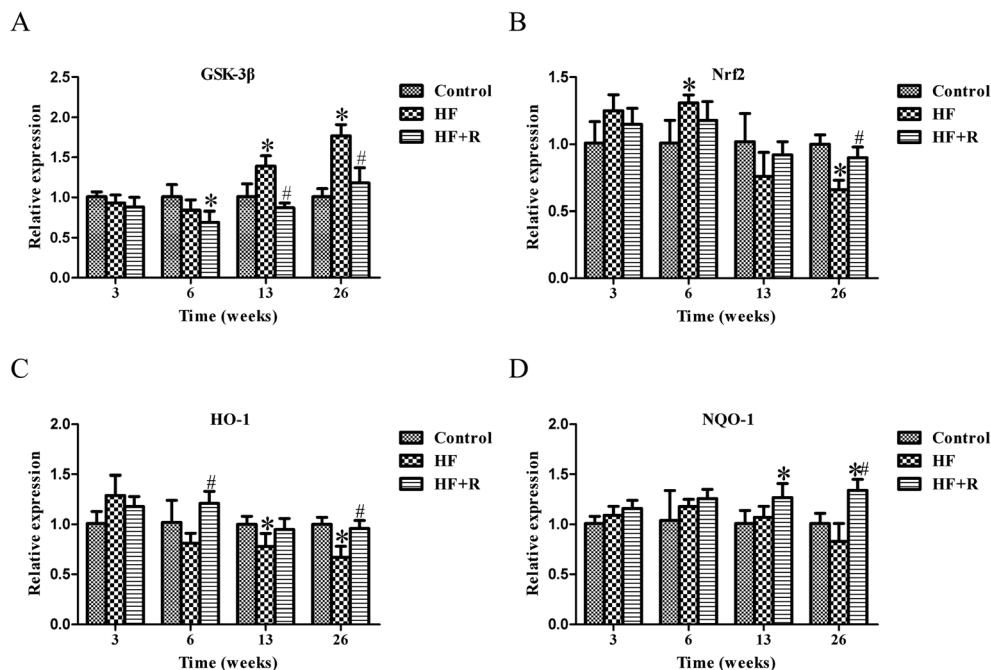 A
GSK-3β
Relative expression
2.5
2.0
1.5
1.0
0.5
0.0
*
*
#
*
#
3
6
13
26
Time (weeks)
Control
HF
HF+R
B
Nrf2
Relative expression
1.5
1.0
0.5
0.0
*
*
#
3
6
13
26
Time (weeks)
Control
HF
HF+R
C
HO-1
Relative expression
2.0
1.5
1.0
0.5
0.0
#
*
*
#
3
6
13
26
Time (weeks)
Control
HF
HF+R
D
NQO-1
Relative expression
2.0
1.5
1.0
0.5
0.0
*
*#
3
6
13
26
Time (weeks)
Control
HF
HF+R